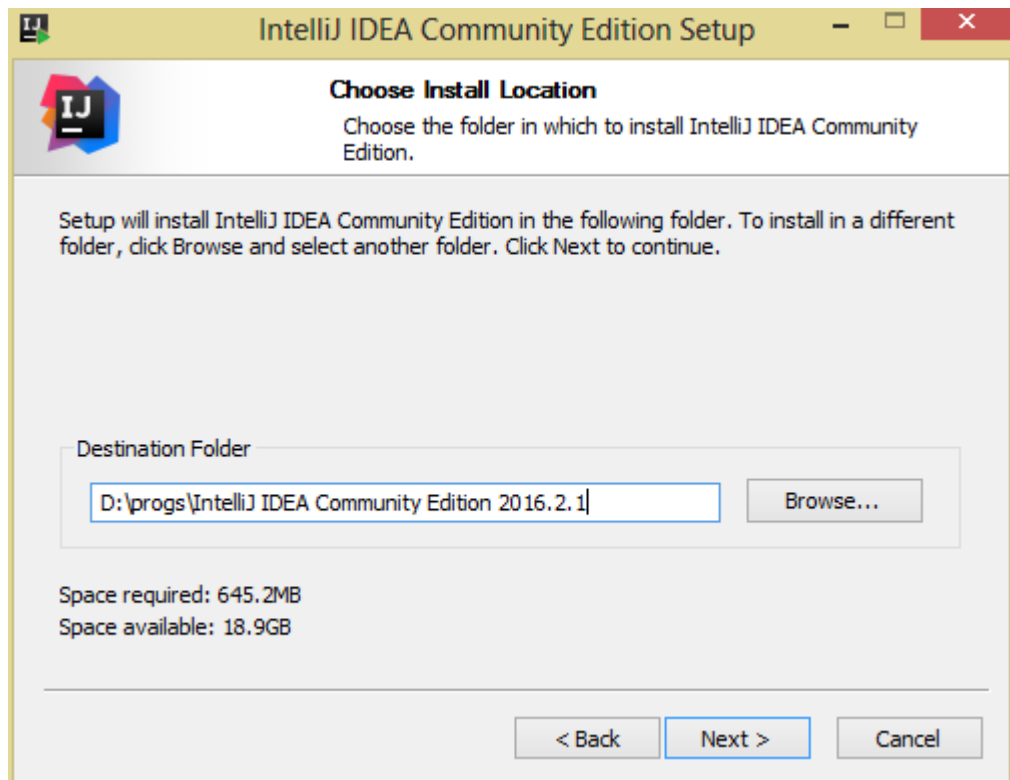 IJ
IntelliJ IDEA Community Edition Setup
IJ
Choose Install Location
Choose the folder in which to install IntelliJ IDEA Community
Edition.
Setup will install IntelliJ IDEA Community Edition in the following folder. To install in a different
folder, click Browse and select another folder. Click Next to continue.
Destination Folder
D:\progs\IntelliJ IDEA Community Edition 2016.2.1
Browse...
Space required: 645.2MB
Space available: 18.9GB
< Back
Next >
Cancel